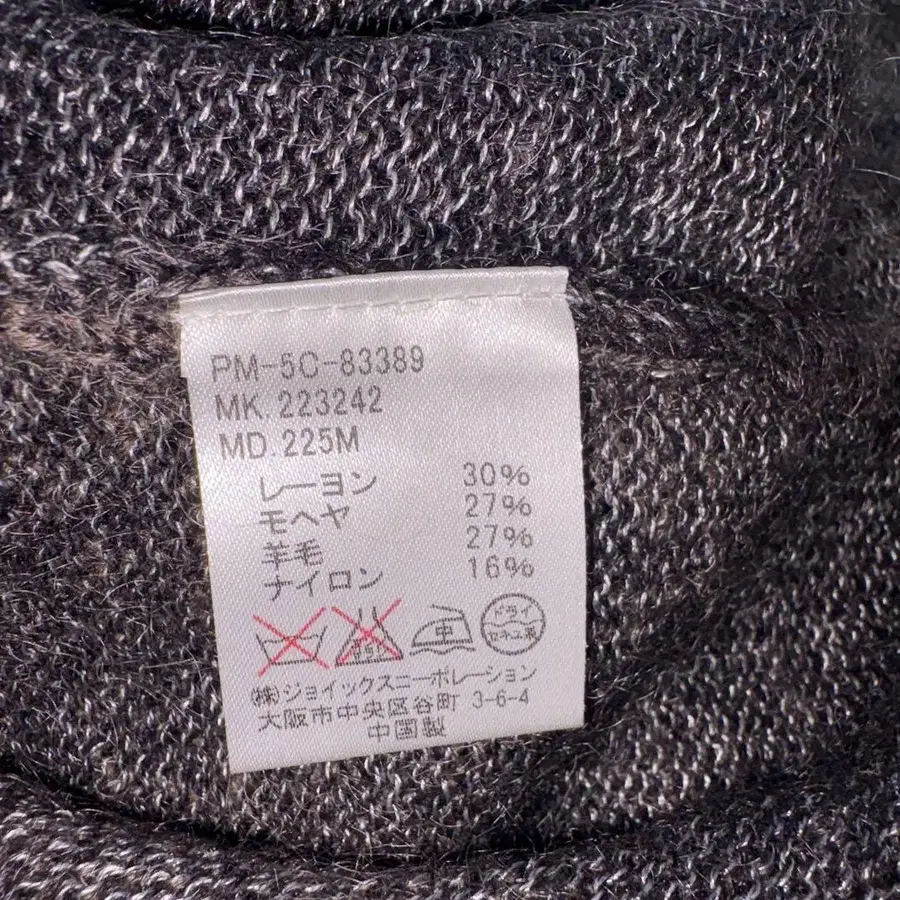 PM-5C-83389
MK. 223242
MD. 225M
レーヨン 30%
モヘヤ 27%
羊毛 27%
ナイロン 16%
中 ドライ セキユ系
㈱ジョイックスコーポレーション
大阪市中央区谷町 3-6-4
中国製